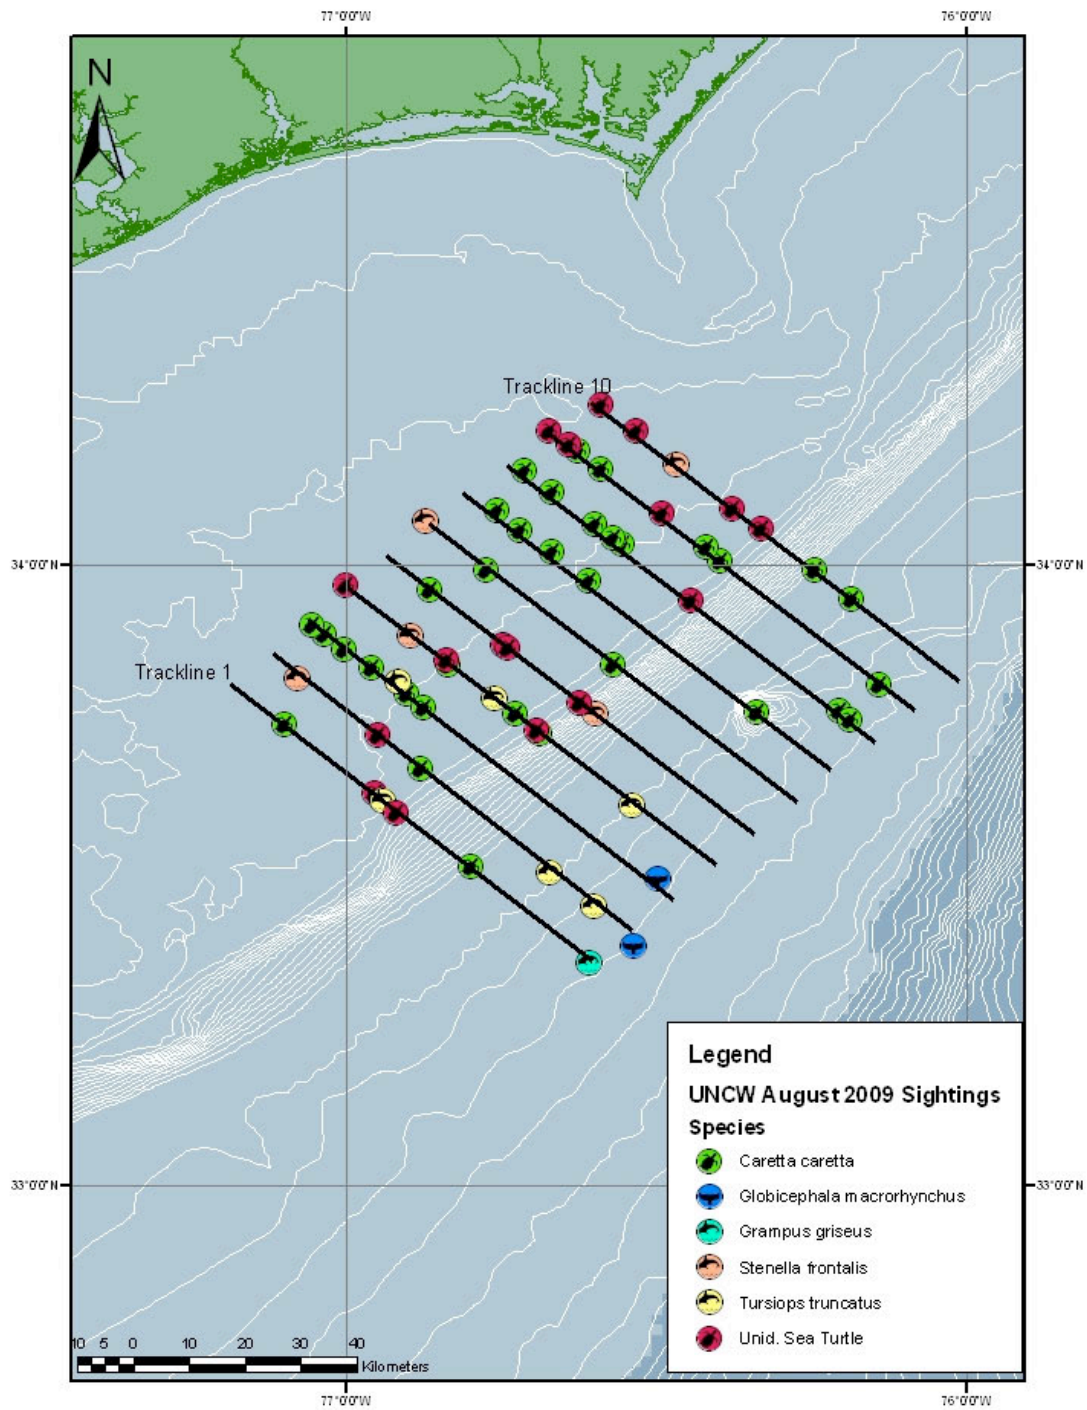 77°0'0"W 76°0'0"W
N
Trackline 10
34°0'0"N 34°0'0"N
Trackline 1
Legend
UNCW August 2009 Sightings
Species
Caretta caretta
Globicephala macrorhynchus
33°0'0"N 33°0'0"N
Grampus griseus
Stenella frontalis
Tursiops truncatus
Unid. Sea Turtle
10 5 0 10 20 30 40
Kilometers
77°0'0"W 76°0'0"W